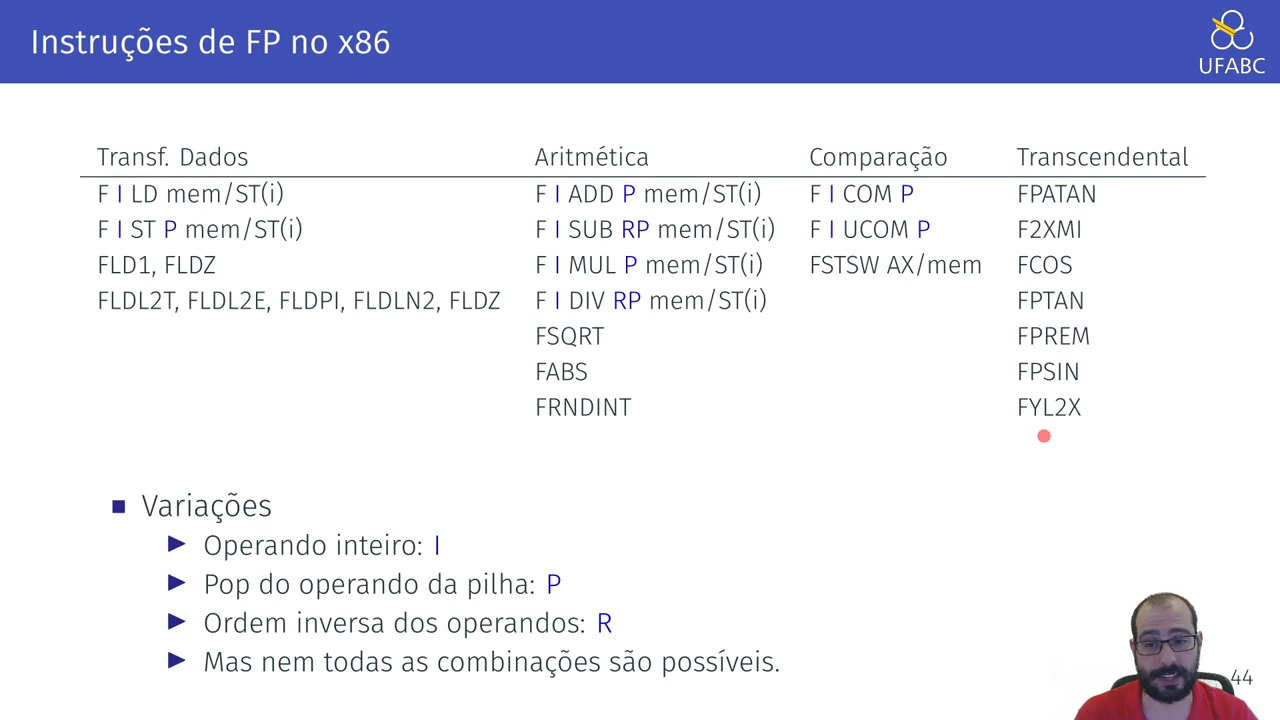 Instruções de FP no x86
UFABC
Transf. Dados Aritmética Comparação Transcendental
F I LD mem/ST(i) F I ADD P mem/ST(i) F I COM P FPATAN
F I ST P mem/ST(i) F I SUB RP mem/ST(i) F I UCOM P F2XMI
FLD1, FLDZ F I MUL P mem/ST(i) FSTSW AX/mem FCOS
FLDL2T, FLDL2E, FLDPI, FLDLN2, FLDZ F I DIV RP mem/ST(i) FPTAN
FSQRT FPREM
FABS FPSIN
FRNDINT FYL2X
Variações
Operando inteiro: I
Pop do operando da pilha: P
Ordem inversa dos operandos: R
Mas nem todas as combinações são possíveis.
44